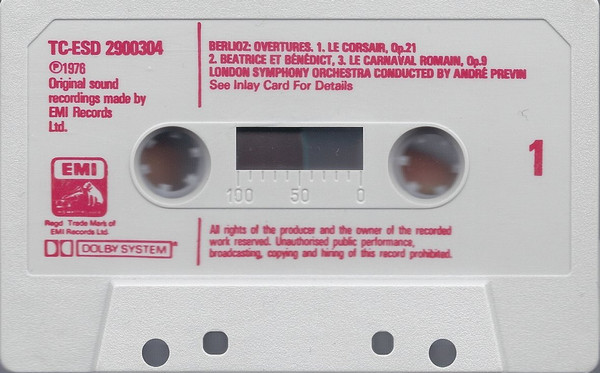 TC-ESD 2900304
℗1976
Original sound
recordings made by
EMI Records
Ltd.
BERLIOZ: OVERTURES. 1. LE CORSAIR, Op.21
2. BEATRICE ET BÉNÉDICT, 3. LE CARNAVAL ROMAIN, Op.9
LONDON SYMPHONY ORCHESTRA CONDUCTED BY ANDRÉ PREVIN
See Inlay Card For Details
1
100 50 0
EMI
Regd Trade Mark of
EMI Records Ltd.
DOLBY SYSTEM
All rights of the producer and the owner of the recorded
work reserved. Unauthorised public performance,
broadcasting, copying and hiring of this record prohibited.